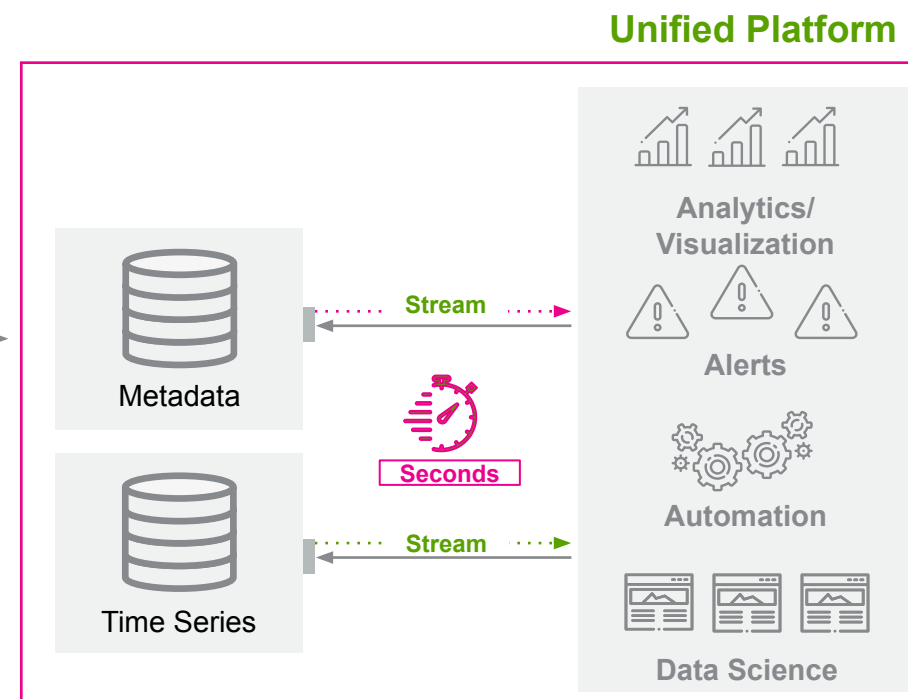 Unified Platform
Analytics/
Visualization
Stream
Alerts
Metadata
Seconds
Automation
Stream
Time Series
Data Science